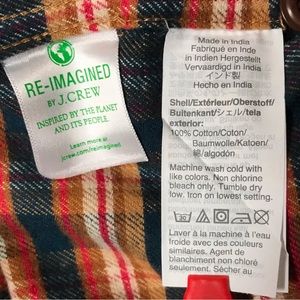 RE-IMAGINED
BY J.CREW
INSPIRED BY THE PLANET
AND ITS PEOPLE.
Learn more at
jcrew.com/reimagined
Made in India
Fabriqué en Inde
in Indien Hergestellt
Vervaardigd in India
インド製
Hecho en India
Shell/Extérieur/Oberstoff/
Buitenkant/シェル/tela
exterior:
100% Cotton/Coton/
Baumwolle/Katoen/
綿/algodón
Machine wash cold with
like colors. Non chlorine
bleach only. Tumble dry
low. Iron on lowest setting.
Laver à la machine à l'eau
froide avec des couleurs
similaires. Agent de
blanchiment non chloré
seulement. Sécher au